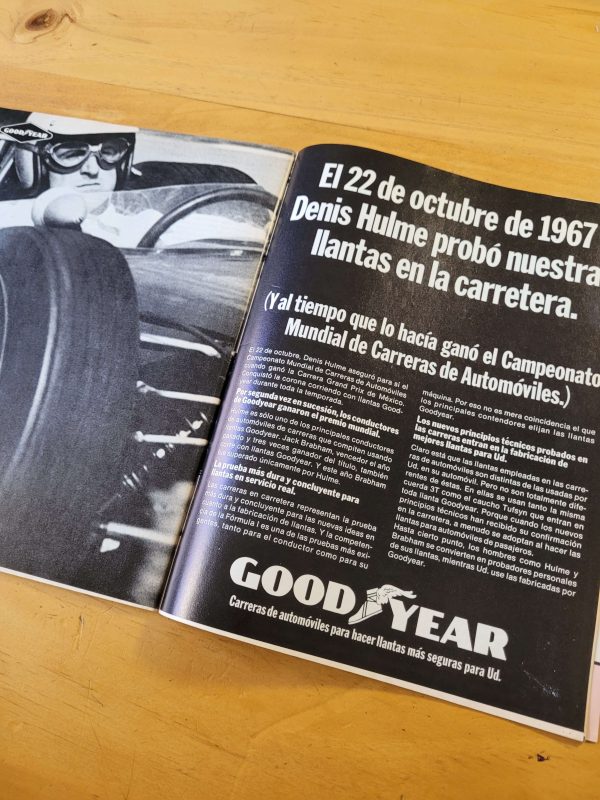 GOOD YEAR
El 22 de octubre de 1967
Denis Hulme probó nuestra
llantas en la carretera.
(Y al tiempo que lo hacía ganó el Campeonato
Mundial de Carreras de Automóviles.)
El 22 de octubre, Denis Hulme aseguró para sí el
Campeonato Mundial de Carreras de Automóviles
cuando ganó la Carrera Grand Prix de México.
Conquistó la corona corriendo con llantas Good-
year durante toda la temporada.
Por segunda vez en sucesión, los conductores
de Goodyear ganaron el premio mundial.
Hulme es sólo uno de los principales conductores
de automóviles de carreras que compiten usando
llantas Goodyear. Jack Brabham, vencedor el año
pasado y tres veces ganador del título, también
corre con llantas Goodyear. Y este año Brabham
fue superado únicamente por Hulme.
La prueba más dura y concluyente para
llantas en servicio real.
Las carreras en carretera representan la prueba
más dura y concluyente para las nuevas ideas en
cuanto a la fabricación de llantas. Y la competen-
cia de la Fórmula I es una de las pruebas más exi-
gentes, tanto para el conductor como para su
máquina. Por eso no es mera coincidencia el que
los principales contendores elijan las llantas
Goodyear.
Los nuevos principios técnicos probados en
las carreras entran en la fabricación de
mejores llantas para Ud.
Claro está que las llantas empleadas en las carre-
ras de automóviles son distintas de las usadas por
Ud. en su automóvil. Pero no son totalmente dife-
rentes de éstas. En ellas se usan tanto la misma
cuerda 3T como el caucho Tufsyn que entran en
toda llanta Goodyear. Porque cuando los nuevos
principios técnicos han recibido su confirmación
en la carretera, a menudo se adoptan al hacer las
llantas para automóviles de pasajeros.
Hasta cierto punto, los hombres como Hulme y
Brabham se convierten en probadores personales
de sus llantas, mientras Ud. use las fabricadas por
Goodyear.
GOOD YEAR
Carreras de automóviles para hacer llantas más seguras para Ud.